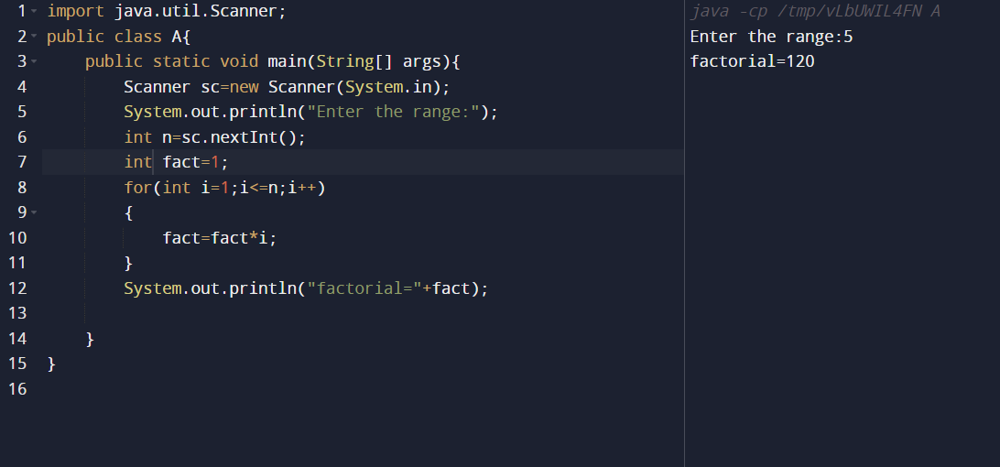 1 import java.util.Scanner;
2 public class A{
3     public static void main(String[] args){
4         Scanner sc=new Scanner(System.in);
5         System.out.println("Enter the range:");
6         int n=sc.nextInt();
7         int fact=1;
8         for(int i=1;i<=n;i++)
9         {
10             fact=fact*i;
11         }
12         System.out.println("factorial="+fact);
13
14     }
15 }
16
java -cp /tmp/vLbUWIL4FN A
Enter the range:5
factorial=120